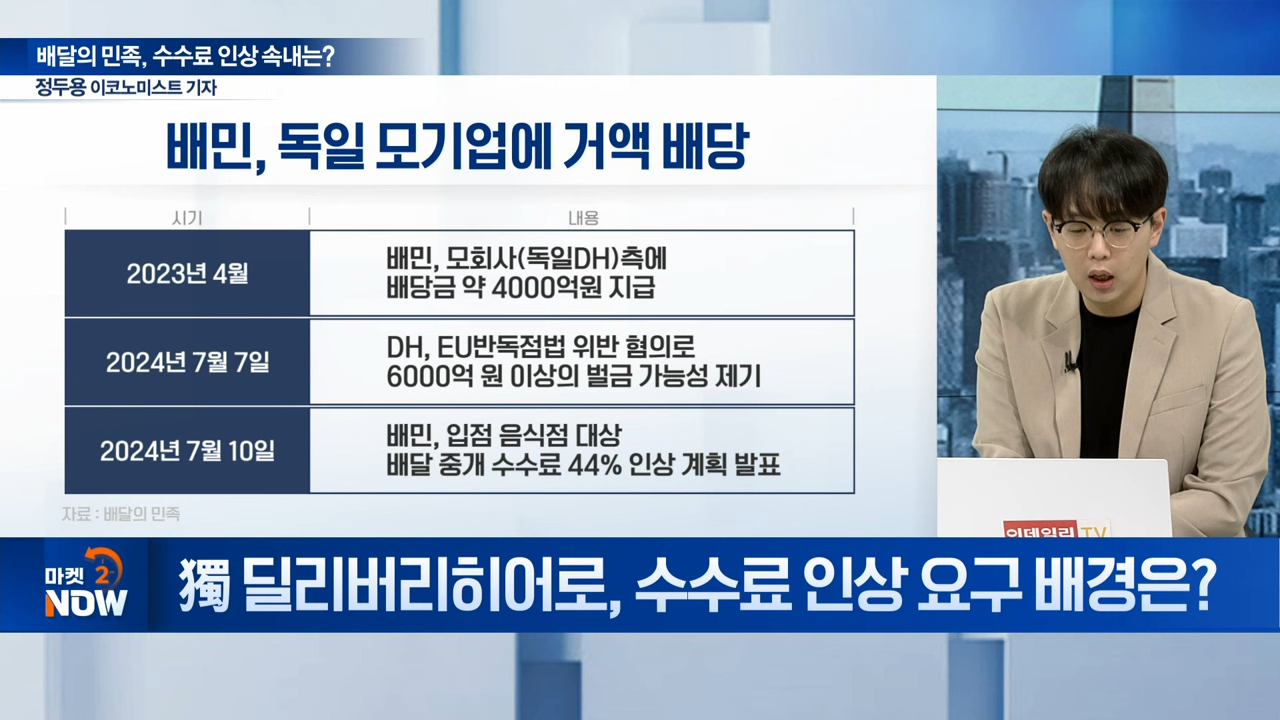 배달의 민족, 수수료 인상 속내는?
정두용 이코노미스트 기자
배민, 독일 모기업에 거액 배당
시기 내용
2023년 4월
배민, 모회사(독일DH)측에
배당금 약 4000억원 지급
2024년 7월 7일
DH, EU반독점법 위반 혐의로
6000억 원 이상의 벌금 가능성 제기
2024년 7월 10일
배민, 입점 음식점 대상
배달 중개 수수료 44% 인상 계획 발표
자료 : 배달의 민족
이데일리 TV
마켓 2
NOW
獨 딜리버리히어로, 수수료 인상 요구 배경은?